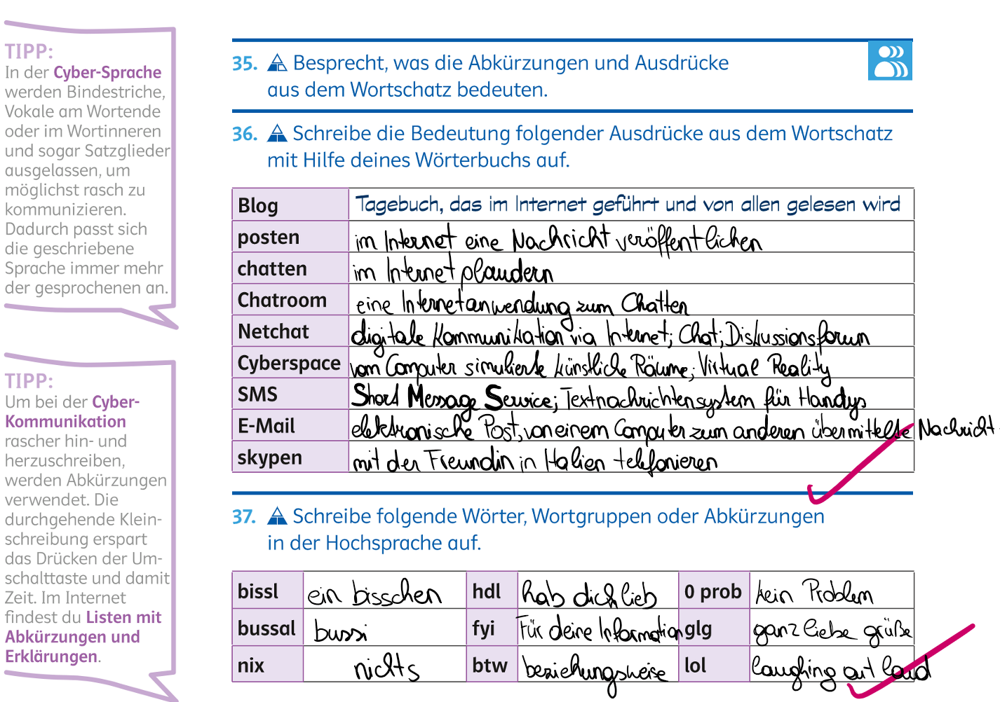 TIPP:
In der Cyber-Sprache
werden Bindestriche,
Vokale am Wortende
oder im Wortinneren
und sogar Satzglieder
ausgelassen, um
möglichst rasch zu
kommunizieren.
Dadurch passt sich
die geschriebene
Sprache immer mehr
der gesprochenen an.
TIPP:
Um bei der Cyber-
Kommunikation
rascher hin- und
herzuschreiben,
werden Abkürzungen
verwendet. Die
durchgehende Klein-
schreibung erspart
das Drücken der Um-
schalttaste und damit
Zeit. Im Internet
findest du Listen mit
Abkürzungen und
Erklärungen.
35. Besprecht, was die Abkürzungen und Ausdrücke
aus dem Wortschatz bedeuten.
36. Schreibe die Bedeutung folgender Ausdrücke aus dem Wortschatz
mit Hilfe deines Wörterbuchs auf.
Blog Tagebuch, das im Internet geführt und von allen gelesen wird
posten im Internet eine Nachricht veröffentlichen
chatten im Internet plaudern
Chatroom eine Internetanwendung zum Chatten
Netchat digitale Kommunikation via Internet; Chat; Diskussionsforum
Cyberspace vom Computer simulierte künstliche Räume; Virtual Reality
SMS Short Message Service; Textnachrichtensystem für Handys
E-Mail elektronische Post, von einem Computer zum anderen übermittelte Nachricht
skypen mit der Freundin in Italien telefonieren
37. Schreibe folgende Wörter, Wortgruppen oder Abkürzungen
in der Hochsprache auf.
bissl ein bisschen hdl hab dich lieb 0 prob kein Problem
bussal bussi fyi Für deine Information glg ganz liebe grüße
nix nichts btw beziehungsweise lol laughing out loud